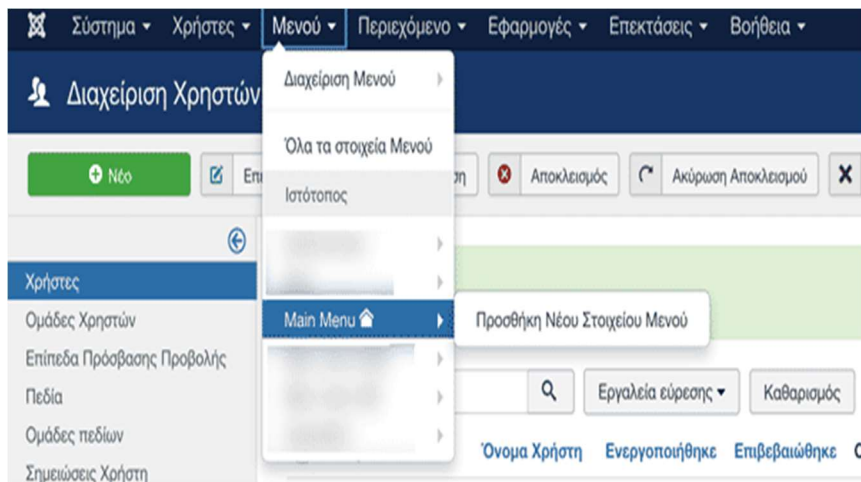 Σύστημα Χρήστες Μενού Περιεχόμενο Εφαρμογές Επεκτάσεις Βοήθεια
Διαχείριση Χρηστών
Διαχείριση Μενού
Όλα τα στοιχεία Μενού
Ιστότοπος
Main Menu
Προσθήκη Νέου Στοιχείου Μενού
Νέο Αποκλεισμός Ακύρωση Αποκλεισμού
Χρήστες
Ομάδες Χρηστών
Επίπεδα Πρόσβασης Προβολής
Πεδία
Ομάδες πεδίων
Σημειώσεις Χρήστη
Εργαλεία εύρεσης Καθαρισμός
Όνομα Χρήστη Ενεργοποιήθηκε Επιβεβαιώθηκε